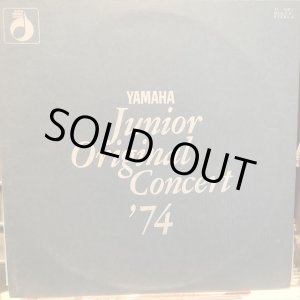 YAMAHA
Junior
Original
Concert
'74
SOLD OUT